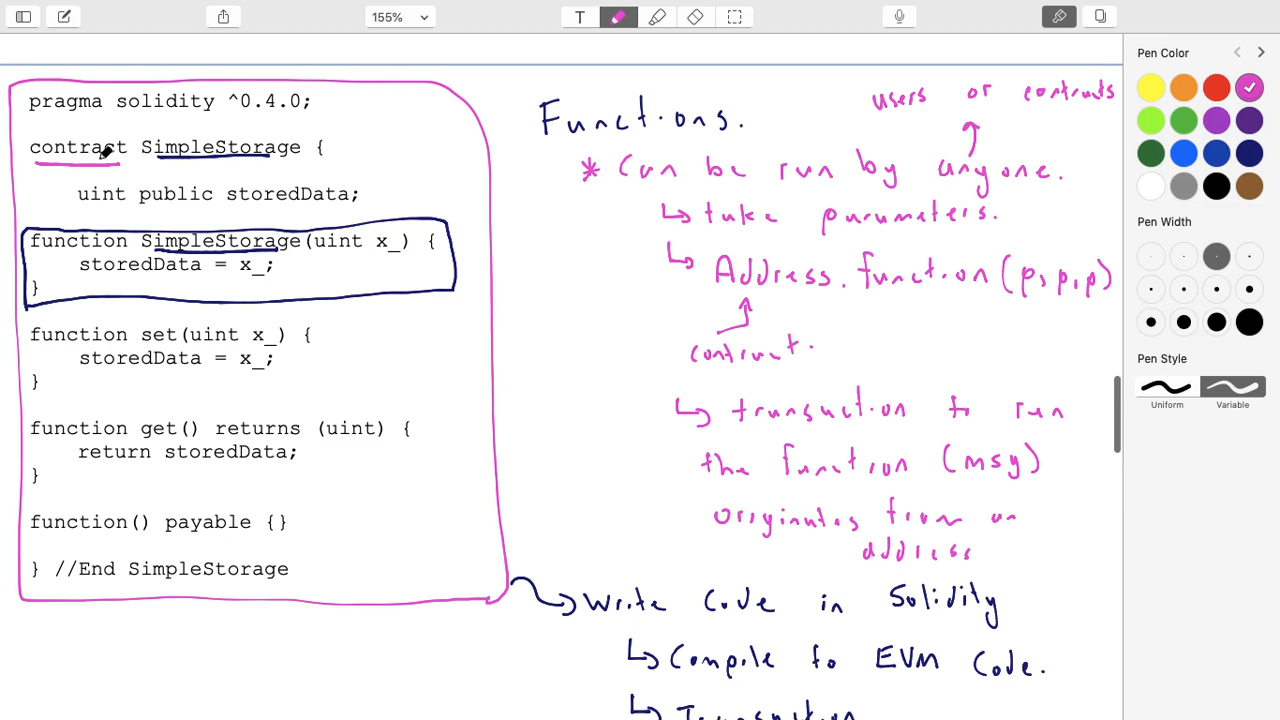 155%
T
Pen Color
pragma solidity ^0.4.0;
contract SimpleStorage {
uint public storedData;
function SimpleStorage(uint x_) {
storedData = x_;
}
function set(uint x_) {
storedData = x_;
}
function get() returns (uint) {
return storedData;
}
function() payable {}
} //End SimpleStorage
users or contracts
Functions.
* Can be run by anyone.
↳ take parameters.
↳ Address.function(p,p,p)
contract.
↳ transaction to run
the function (msg)
originates from an
address
Write Code in Solidity
↳ Compile to EVM Code.
↳ Transaction
Pen Width
Pen Style
Uniform
Variable